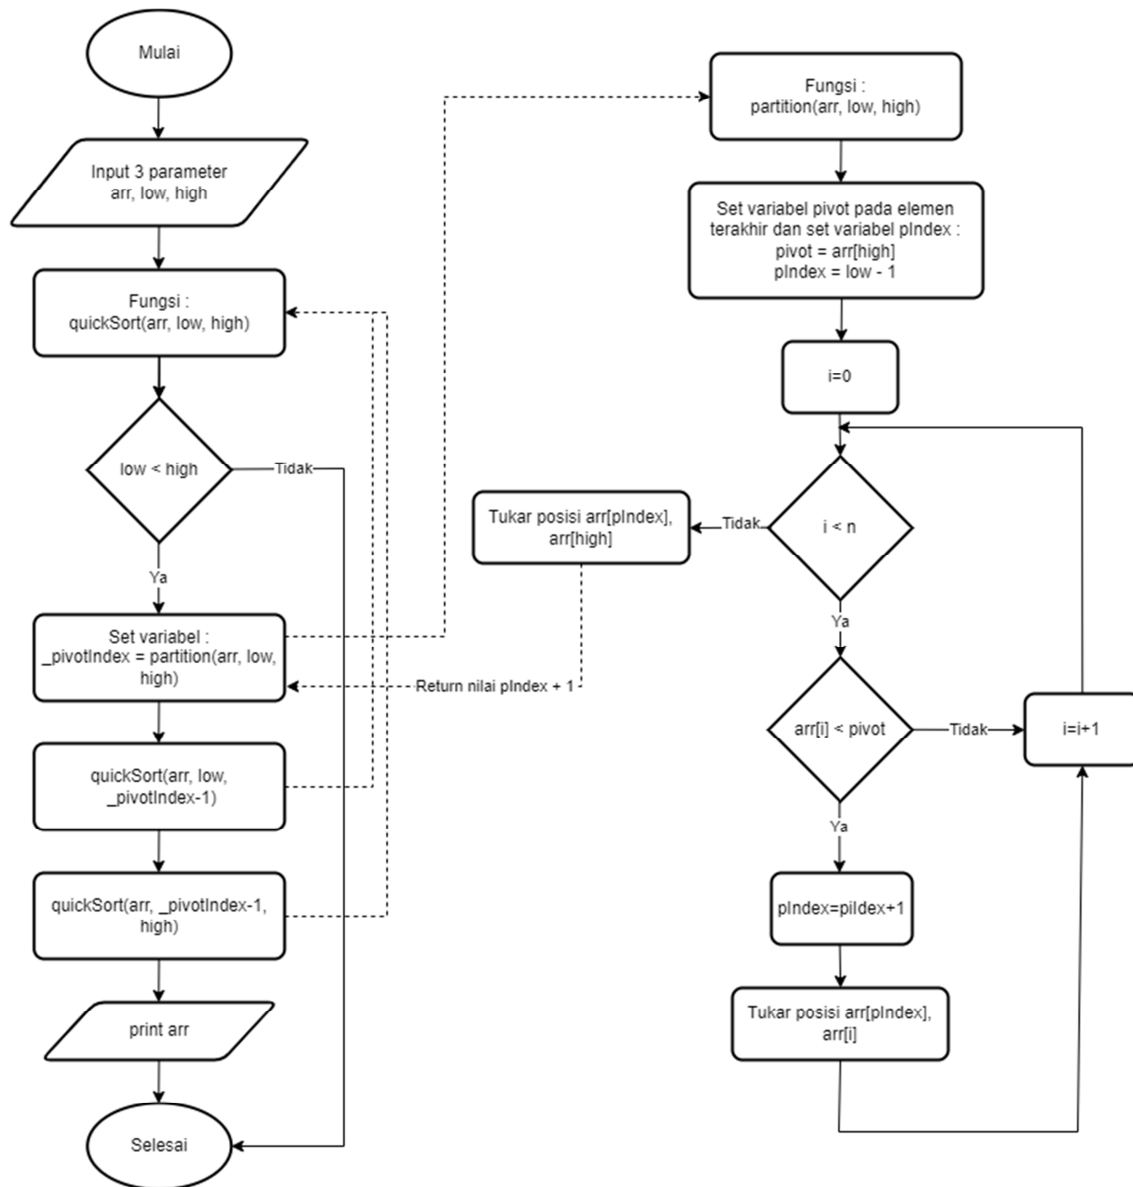 Mulai
Input 3 parameter
arr, low, high
Fungsi :
quickSort(arr, low, high)
low < high
Tidak
Ya
Set variabel :
_pivotIndex = partition(arr, low,
high)
quickSort(arr, low,
_pivotIndex-1)
quickSort(arr, _pivotIndex-1,
high)
print arr
Selesai
Fungsi :
partition(arr, low, high)
Set variabel pivot pada elemen
terakhir dan set variabel pIndex :
pivot = arr[high]
pIndex = low - 1
i=0
i < n
Tidak
Tukar posisi arr[pIndex],
arr[high]
Return nilai pIndex + 1
Ya
arr[i] < pivot
Tidak
i=i+1
Ya
pIndex=piIdex+1
Tukar posisi arr[pIndex],
arr[i]